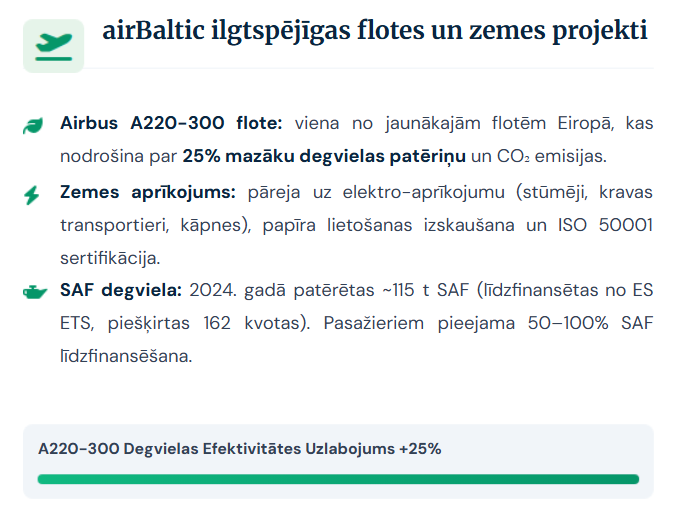 airBaltic ilgtspējīgas flotes un zemes projekti
Airbus A220-300 flote: viena no jaunākajām flotēm Eiropā, kas
nodrošina par 25% mazāku degvielas patēriņu un CO₂ emisijas.
Zemes aprīkojums: pāreja uz elektro-aprīkojumu (stūmēji, kravas
transportieri, kāpnes), papīra lietošanas izskaušana un ISO 50001
sertifikācija.
SAF degviela: 2024. gadā patērētas ~115 t SAF (līdzfinansētas no ES
ETS, piešķirtas 162 kvotas). Pasažieriem pieejama 50–100% SAF
līdzfinansēšana.
A220-300 Degvielas Efektivitātes Uzlabojums +25%